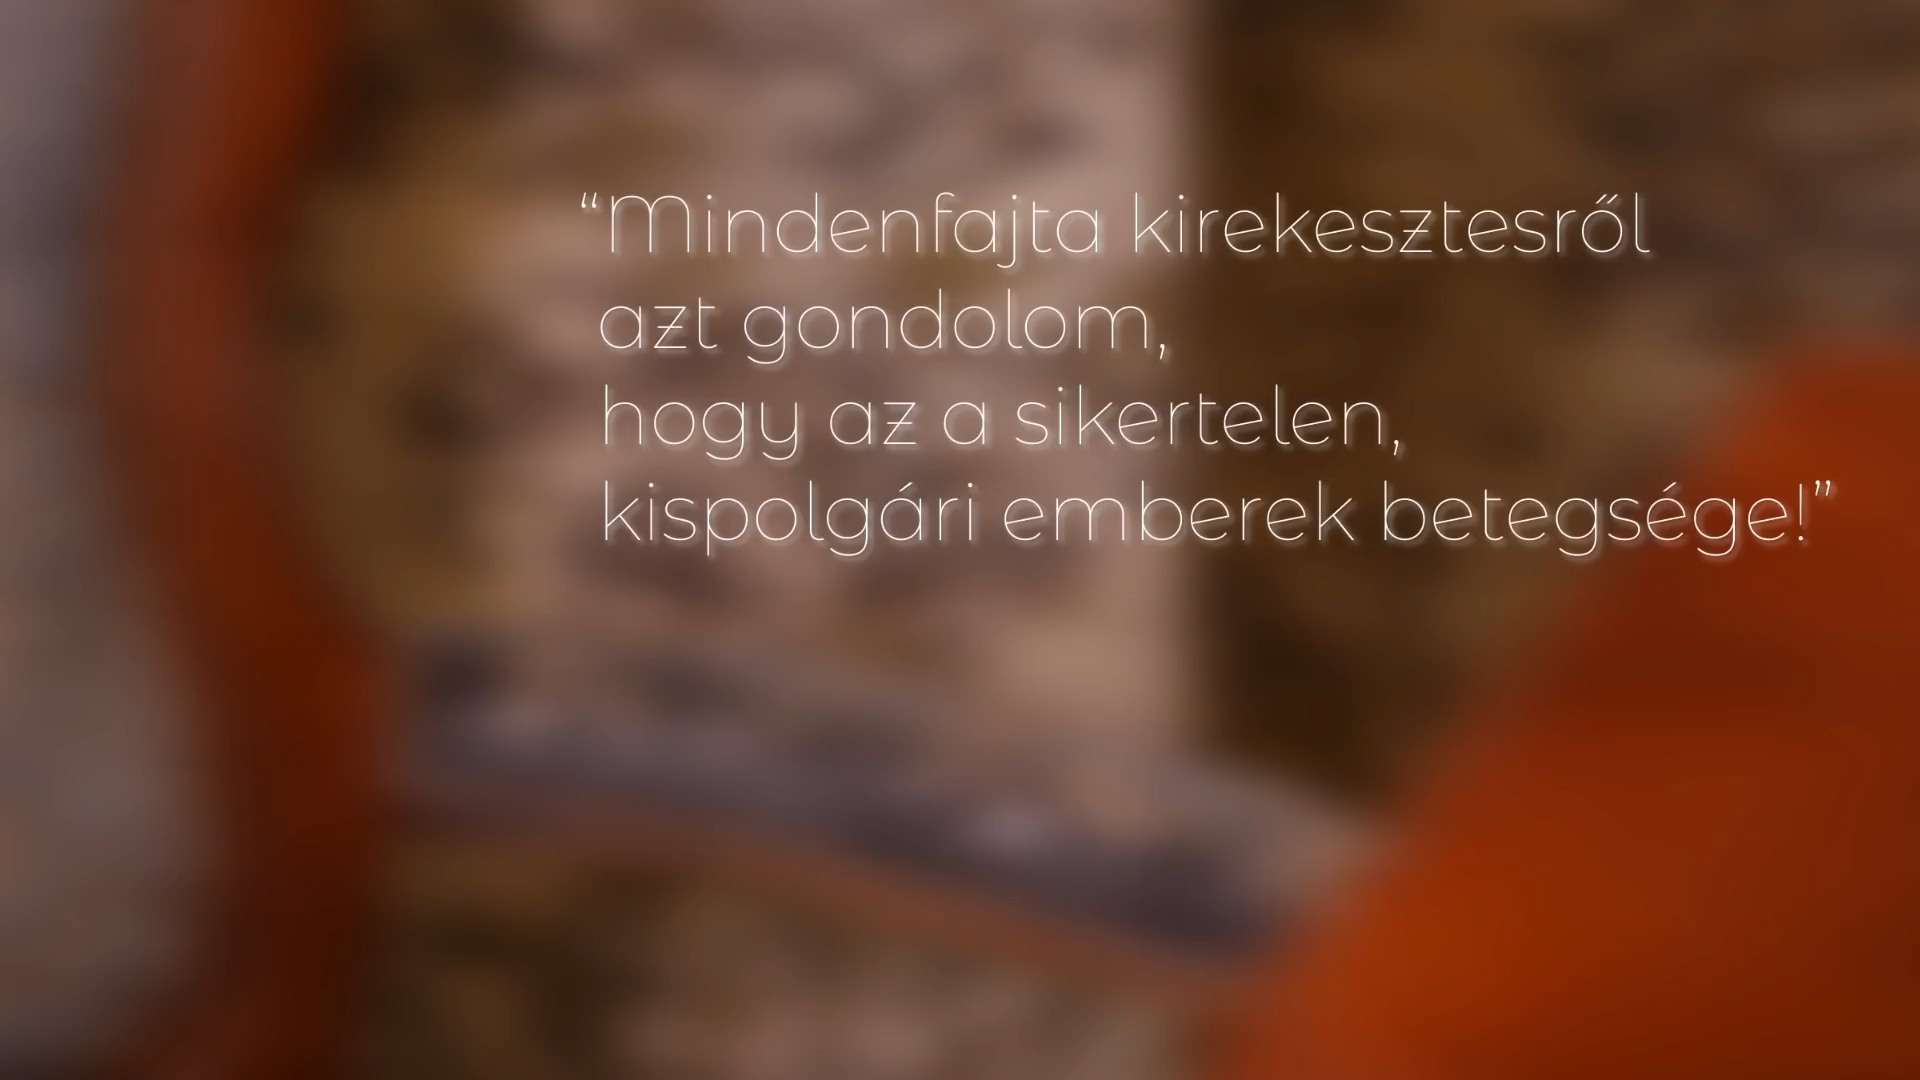 “Mindenfajta kirekesztesről
azt gondolom,
hogy az a sikertelen,
kispolgári emberek betegsége!”